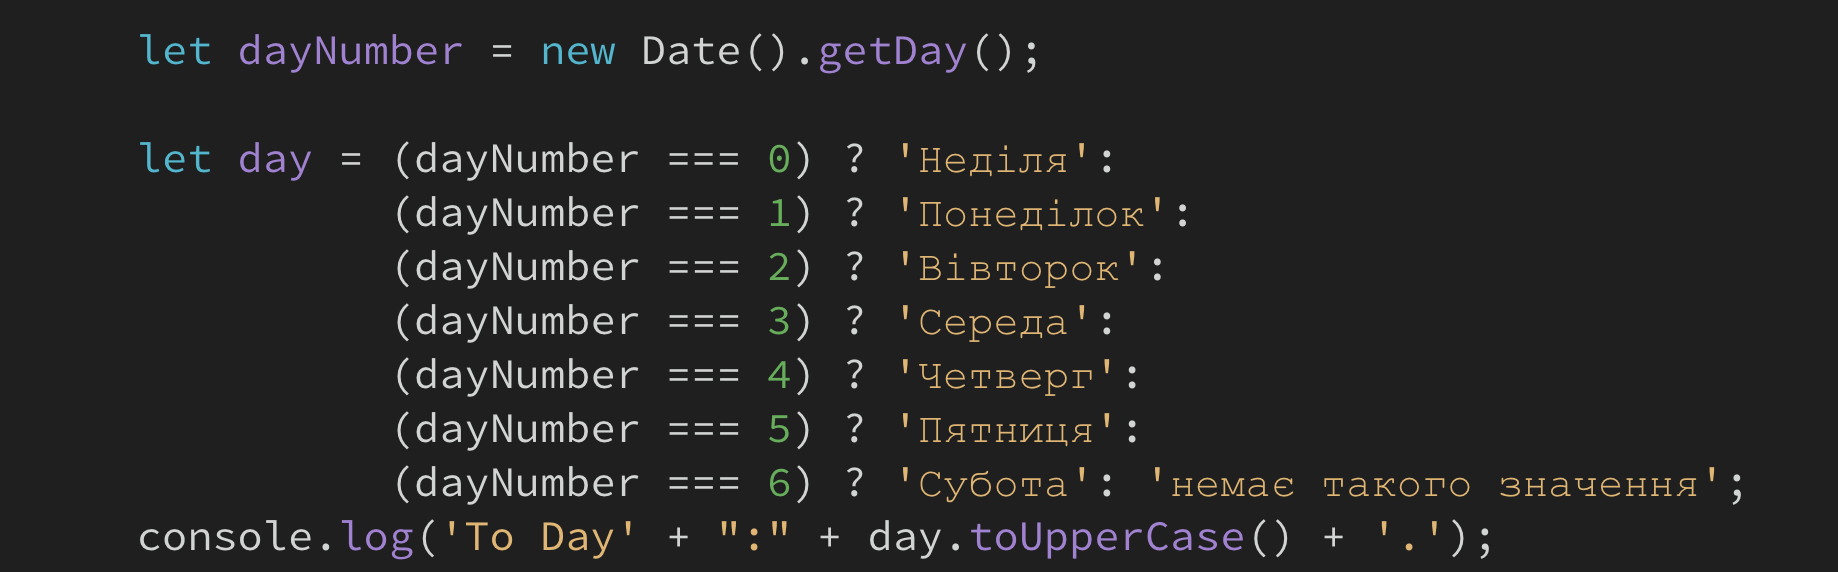 let dayNumber = new Date().getDay();
let day = (dayNumber === 0) ? 'Неділя':
(dayNumber === 1) ? 'Понеділок':
(dayNumber === 2) ? 'Вівторок':
(dayNumber === 3) ? 'Середа':
(dayNumber === 4) ? 'Четверг':
(dayNumber === 5) ? 'Пятниця':
(dayNumber === 6) ? 'Субота': 'немає такого значення';
console.log('To Day' + ":" + day.toUpperCase() + '.');